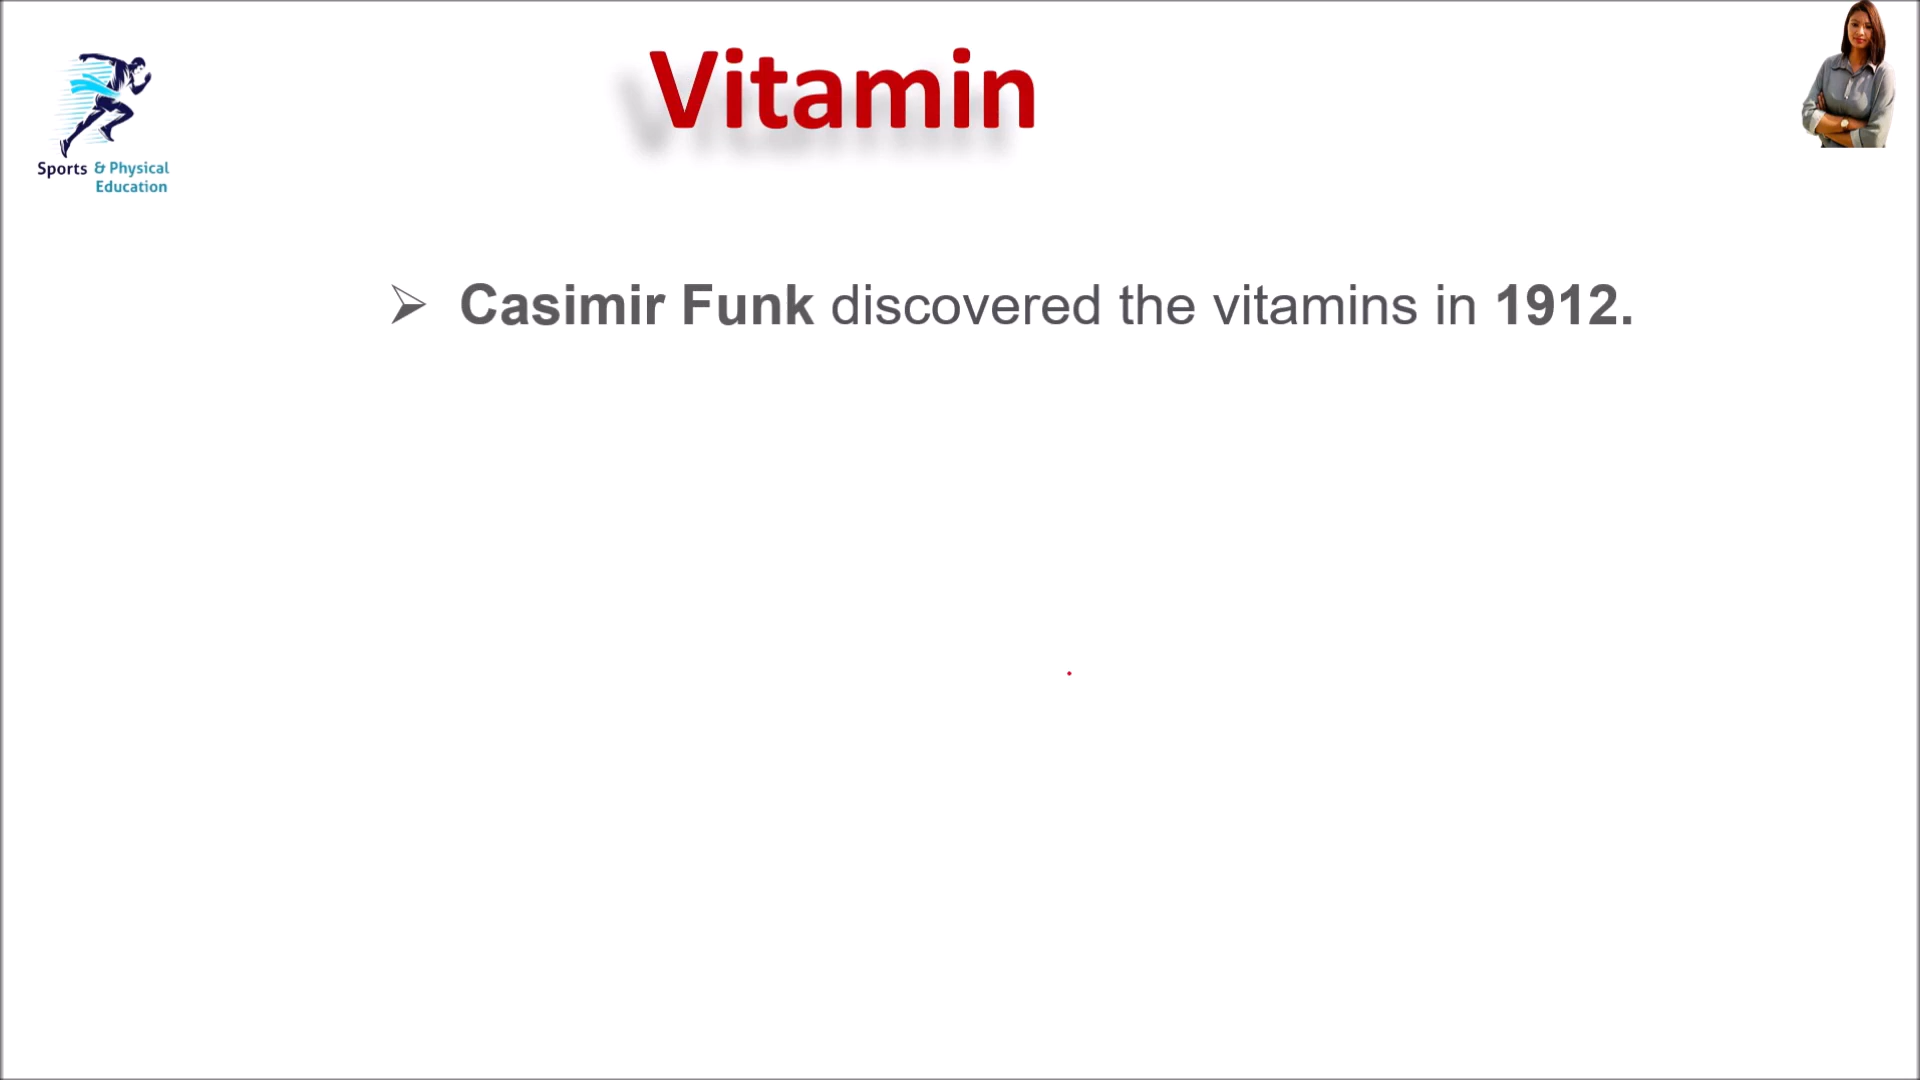 Vitamin
Sports & Physical
Education
➢ Casimir Funk discovered the vitamins in 1912.